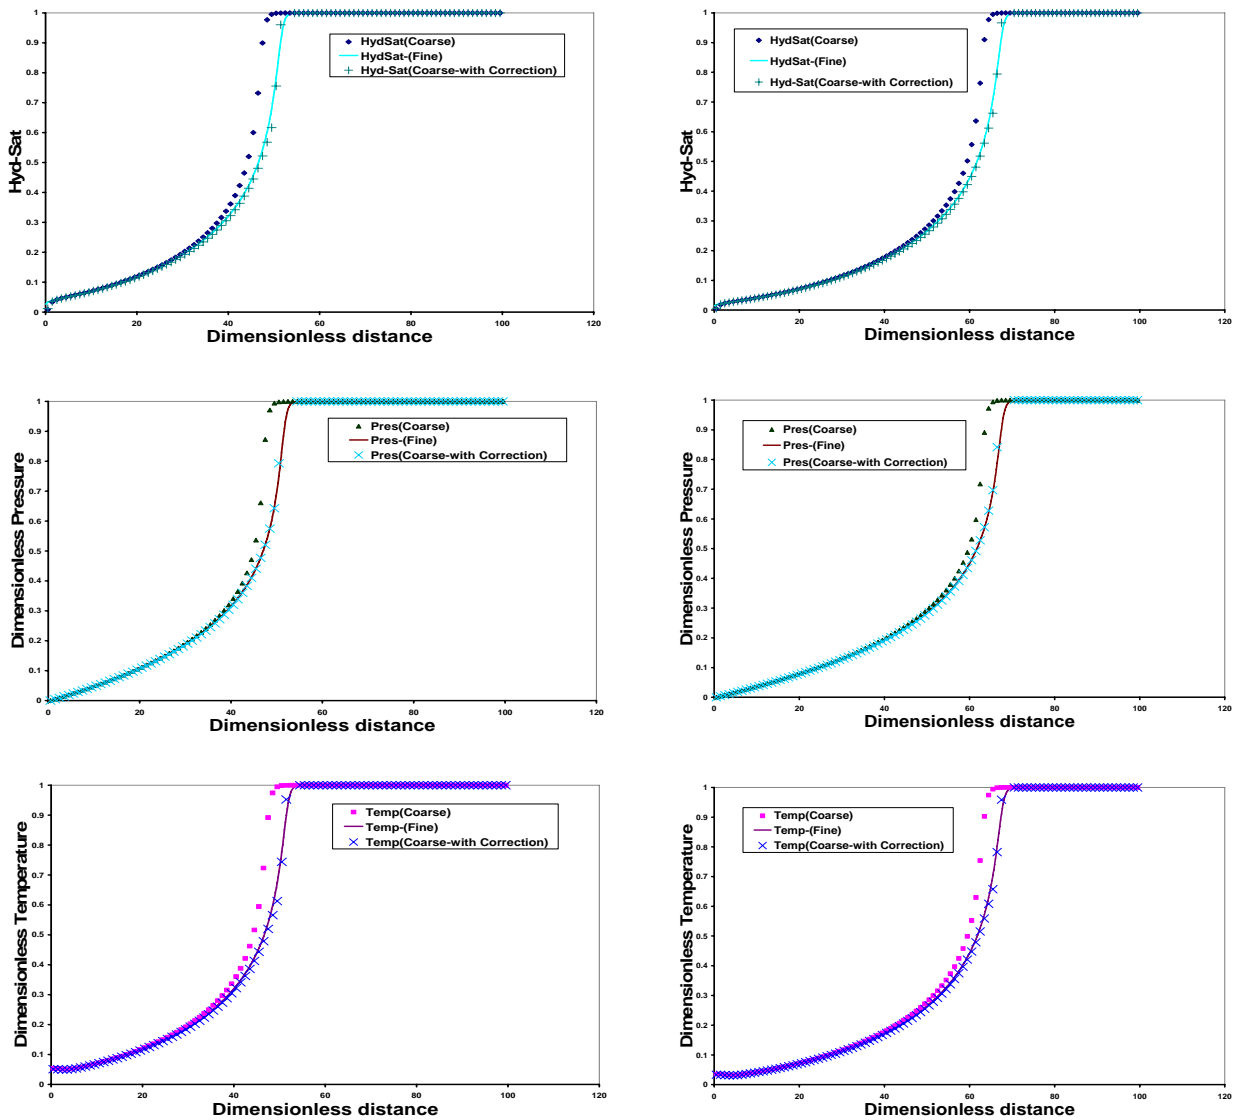 1
0.9
0.8
0.7
0.6
0.5
0.4
0.3
0.2
0.1
0
Hyd-Sat
HydSat(Coarse)
HydSat-(Fine)
Hyd-Sat(Coarse-with Correction)
0 20 40 60 80 100 120
Dimensionless distance
1
0.9
0.8
0.7
0.6
0.5
0.4
0.3
0.2
0.1
0
Hyd-Sat
HydSat(Coarse)
HydSat-(Fine)
Hyd-Sat(Coarse-with Correction)
0 20 40 60 80 100 120
Dimensionless distance
1
0.9
0.8
0.7
0.6
0.5
0.4
0.3
0.2
0.1
0
Dimensionless Pressure
Pres(Coarse)
Pres-(Fine)
Pres(Coarse-with Correction)
0 20 40 60 80 100 120
Dimensionless distance
1
0.9
0.8
0.7
0.6
0.5
0.4
0.3
0.2
0.1
0
Dimensionless Pressure
Pres(Coarse)
Pres-(Fine)
Pres(Coarse-with Correction)
0 20 40 60 80 100 120
Dimensionless distance
1
0.9
0.8
0.7
0.6
0.5
0.4
0.3
0.2
0.1
0
Dimensionless Temperature
Temp(Coarse)
Temp-(Fine)
Temp(Coarse-with Correction)
0 20 40 60 80 100 120
Dimensionless distance
1
0.9
0.8
0.7
0.6
0.5
0.4
0.3
0.2
0.1
0
Dimensionless Temperature
Temp(Coarse)
Temp-(Fine)
Temp(Coarse-with Correction)
0 20 40 60 80 100 120
Dimensionless distance